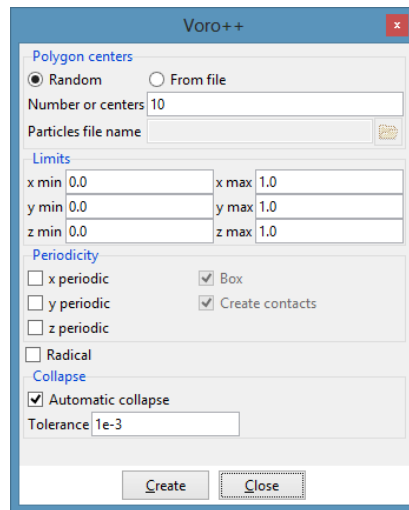 Voro++
x
Polygon centers
Random From file
Number or centers 10
Particles file name
Limits
x min 0.0 x max 1.0
y min 0.0 y max 1.0
z min 0.0 z max 1.0
Periodicity
x periodic Box
y periodic Create contacts
z periodic
Radical
Collapse
Automatic collapse
Tolerance 1e-3
Create Close